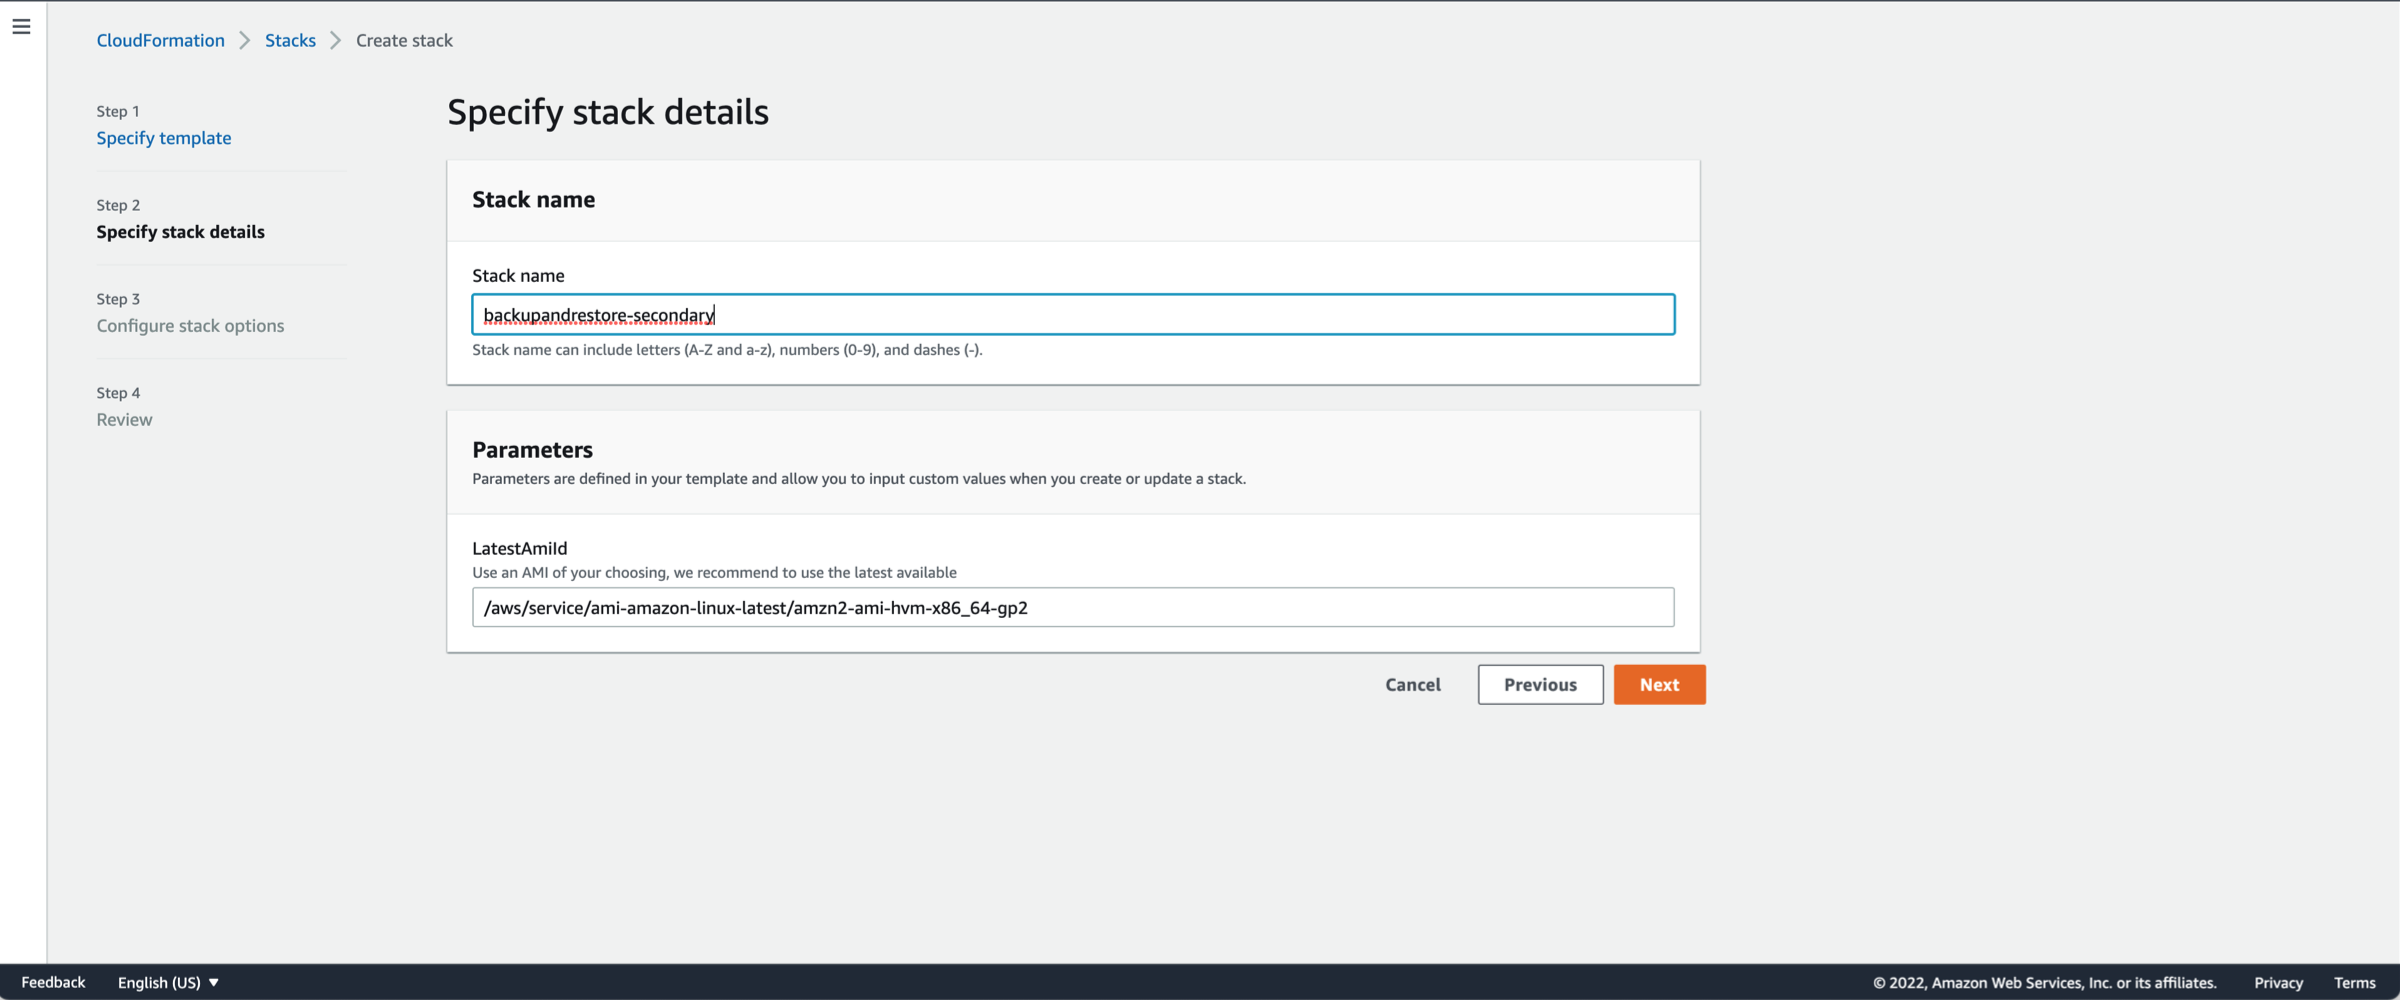 CloudFormation Stacks Create stack
Step 1
Specify template
Step 2
Specify stack details
Step 3
Configure stack options
Step 4
Review
Specify stack details
Stack name
Stack name
backupandrestore-secondary
Stack name can include letters (A-Z and a-z), numbers (0-9), and dashes (-).
Parameters
Parameters are defined in your template and allow you to input custom values when you create or update a stack.
LatestAmiId
Use an AMI of your choosing, we recommend to use the latest available
/aws/service/ami-amazon-linux-latest/amzn2-ami-hvm-x86_64-gp2
Cancel Previous Next
Feedback English (US) © 2022, Amazon Web Services, Inc. or its affiliates. Privacy Terms